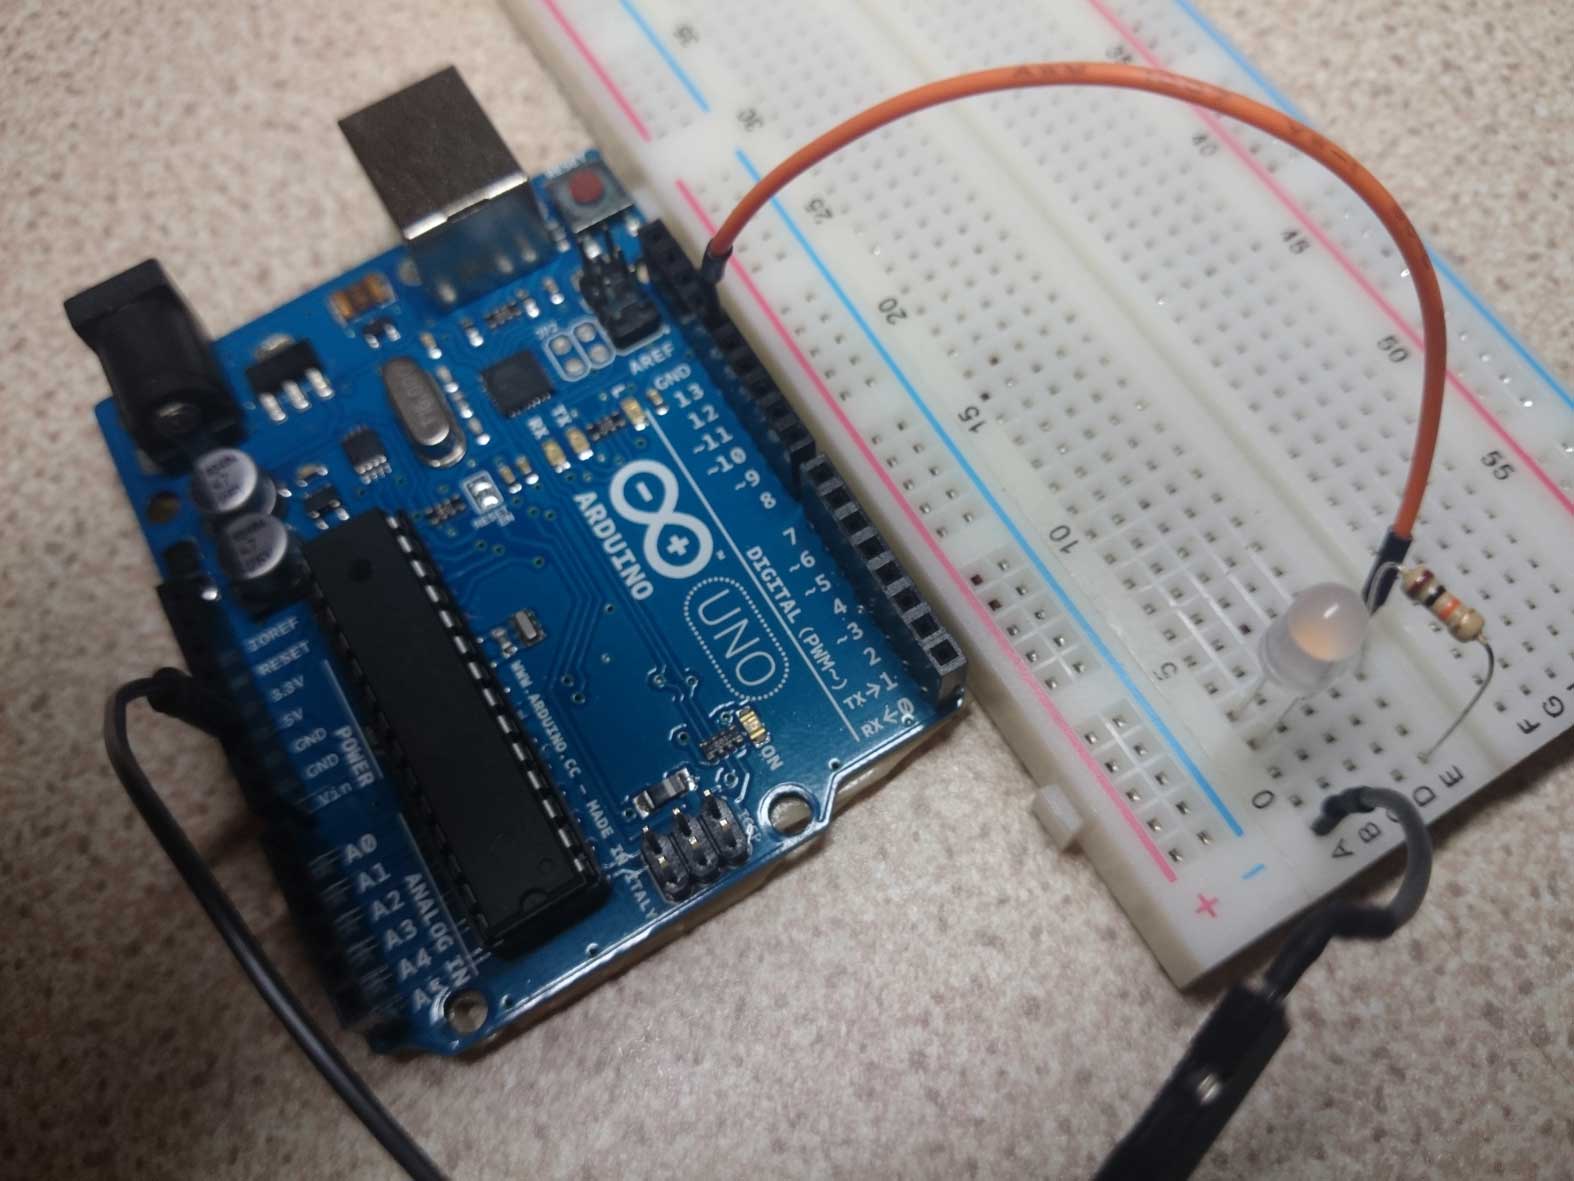 RESET
AREF
GND
13
12
~11
~10
~9
8
7
~6
~5
4
~3
2
TX→1
RX←0
DIGITAL (PWM~)
TX
RX
ARDUINO
UNO
ON
WWW.ARDUINO.CC - MADE IN ITALY
IOREF
RESET
3.3V
5V
GND
GND
Vin
POWER
A0
A1
A2
A3
A4
A5
ANALOG IN
30
25
20
15
10
5
0
40
45
50
55
A
B
D
E
F
G
+
-